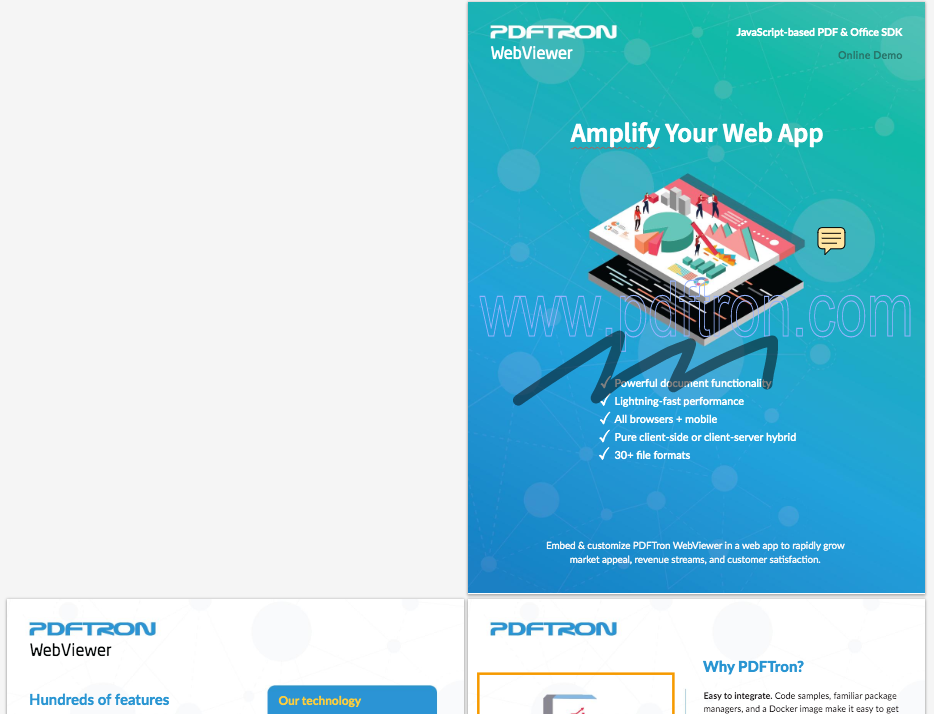 PDFTRON
WebViewer
JavaScript-based PDF & Office SDK
Online Demo
Amplify Your Web App
www.pdftron.com
✓ Powerful document functionality
✓ Lightning-fast performance
✓ All browsers + mobile
✓ Pure client-side or client-server hybrid
✓ 30+ file formats
Embed & customize PDFTron WebViewer in a web app to rapidly grow
market appeal, revenue streams, and customer satisfaction.
PDFTRON
WebViewer
Hundreds of features
Our technology
PDFTRON
Why PDFTron?
Easy to integrate. Code samples, familiar package
managers, and a Docker image make it easy to get